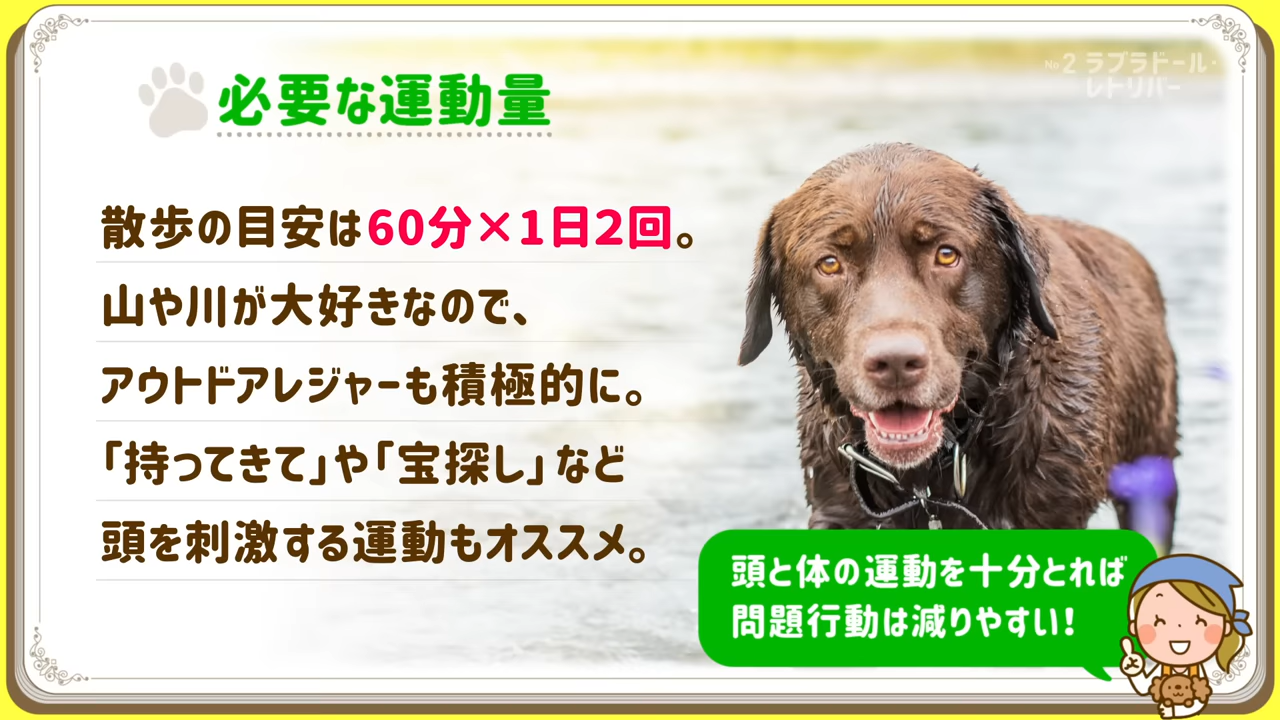 No.2 ラブラドール・
レトリバー
必要な運動量
散歩の目安は60分×1日2回。
山や川が大好きなので、
アウトドアレジャーも積極的に。
「持ってきて」や「宝探し」など
頭を刺激する運動もオススメ。
頭と体の運動を十分とれば
問題行動は減りやすい!